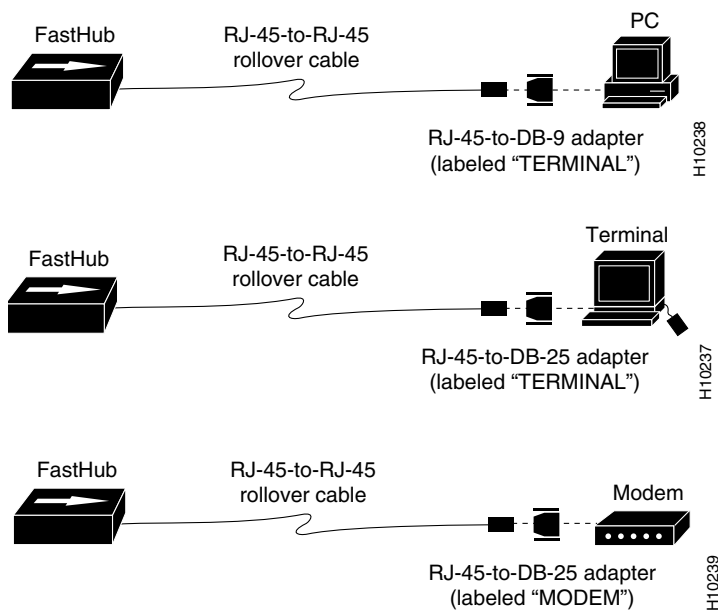 FastHub
RJ-45-to-RJ-45
rollover cable
PC
RJ-45-to-DB-9 adapter
(labeled “TERMINAL”)
H10238
FastHub
RJ-45-to-RJ-45
rollover cable
Terminal
RJ-45-to-DB-25 adapter
(labeled “TERMINAL”)
H10237
FastHub
RJ-45-to-RJ-45
rollover cable
Modem
RJ-45-to-DB-25 adapter
(labeled “MODEM”)
H10239